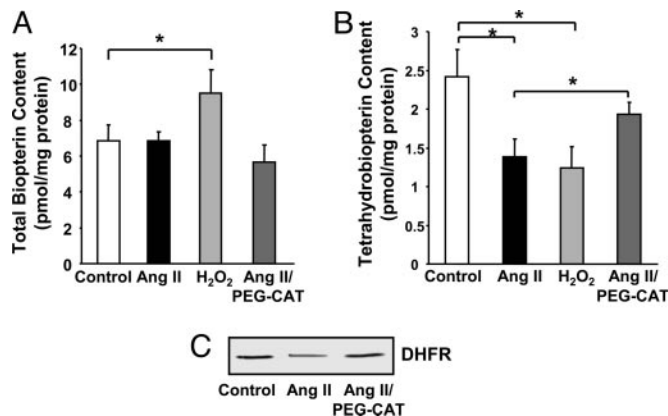 A
Total Biopterin Content
(pmol/mg protein)
12
10
8
6
4
2
0
*
Control Ang II H₂O₂ Ang II/
PEG-CAT
B
Tetrahydrobiopterin Content
(pmol/mg protein)
3
2.5
2
1.5
1
0.5
0
*
*
*
Control Ang II H₂O₂ Ang II/
PEG-CAT
C
DHFR
Control Ang II Ang II/
PEG-CAT